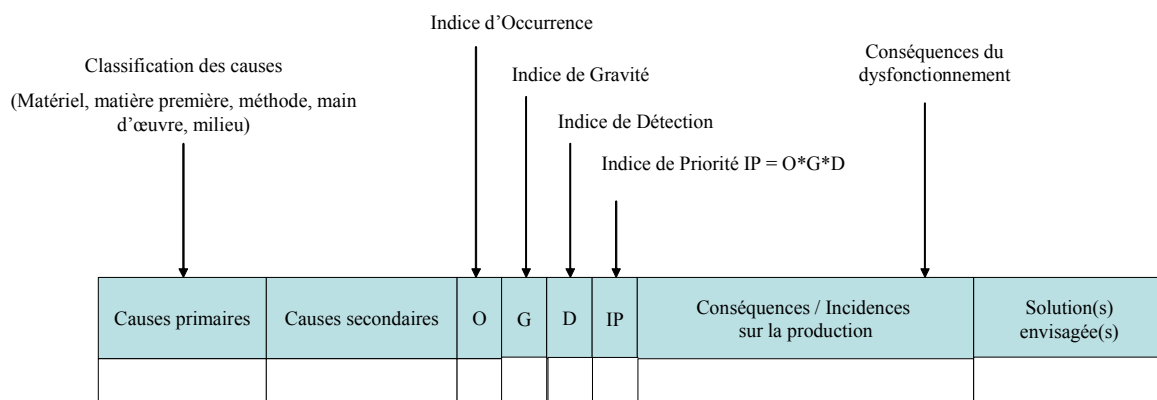 Indice d'Occurrence
Classification des causes
(Matériel, matière première, méthode, main
d'œuvre, milieu)
Indice de Gravité
Conséquences du
dysfonctionnement
Indice de Détection
Indice de Priorité IP = O*G*D
Causes primaires
Causes secondaires
O
G
D
IP
Conséquences / Incidences
sur la production
Solution(s)
envisagée(s)